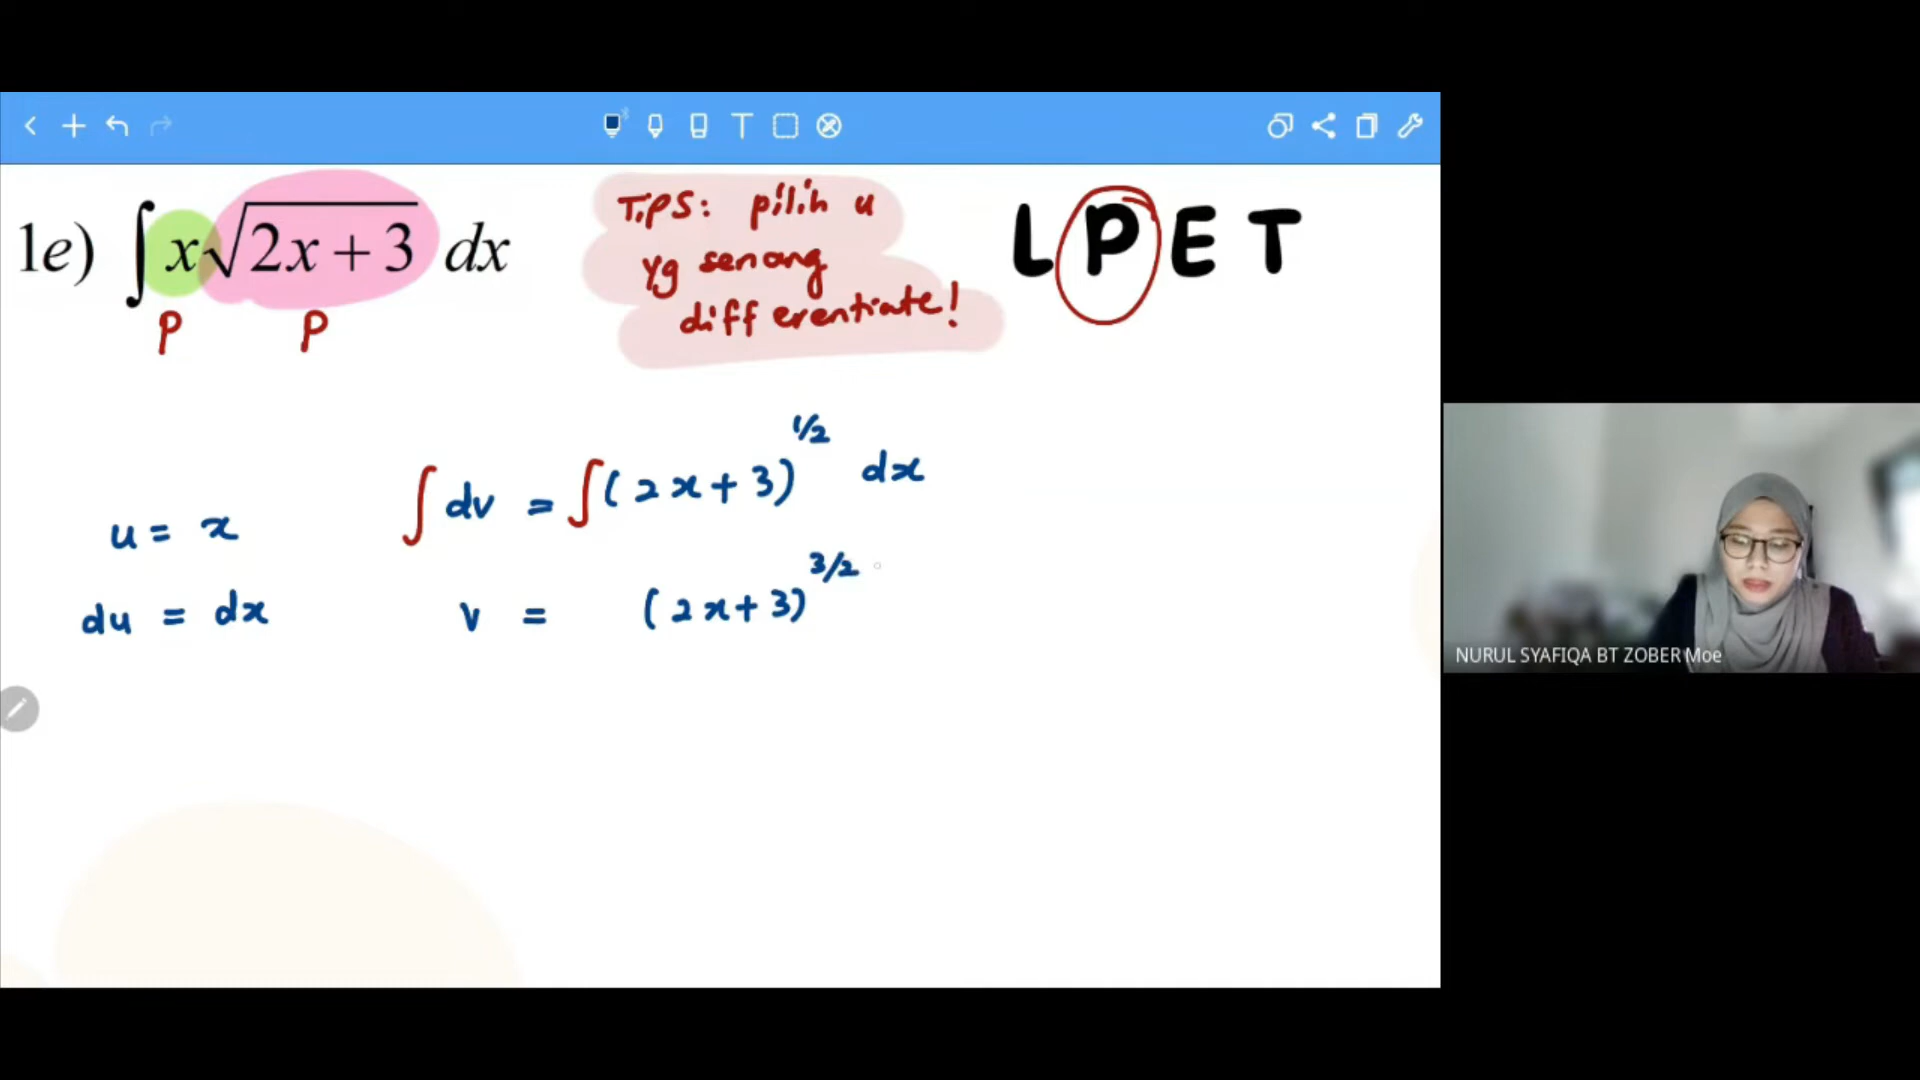 1e) ∫ x√(2x + 3) dx
P P
TIPS: pilih u
yg senang
differentiate!
L P E T
∫ dv = ∫ (2x + 3)^1/2 dx
u = x
du = dx
v = (2x + 3)^3/2
NURUL SYAFIQA BT ZOBER Moe